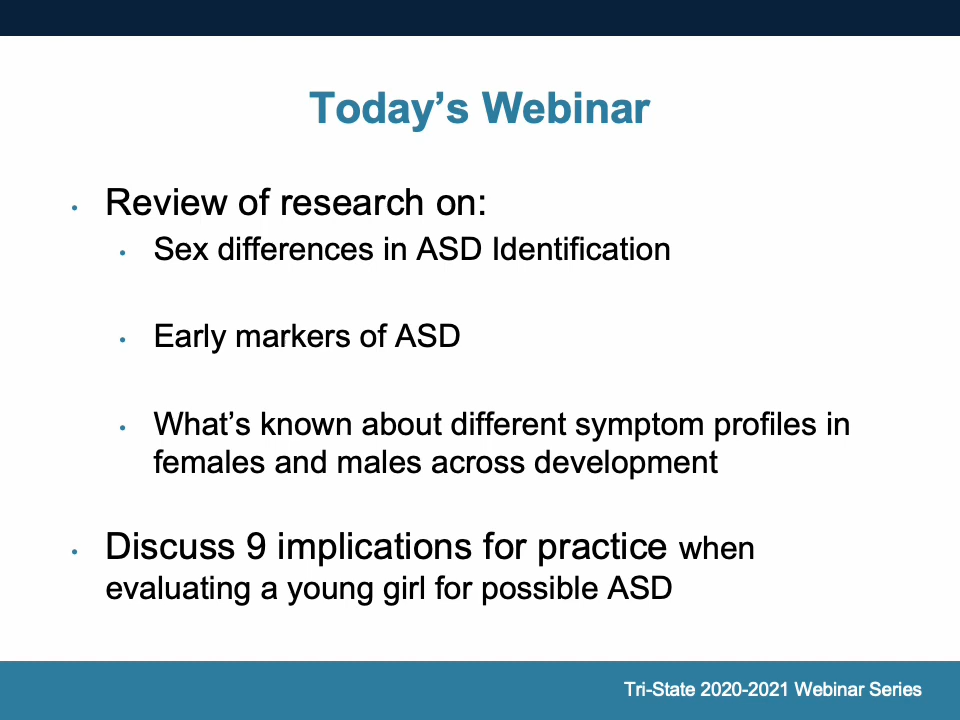 Today’s Webinar
• Review of research on:
• Sex differences in ASD Identification
• Early markers of ASD
• What’s known about different symptom profiles in
females and males across development
• Discuss 9 implications for practice when
evaluating a young girl for possible ASD
Tri-State 2020-2021 Webinar Series